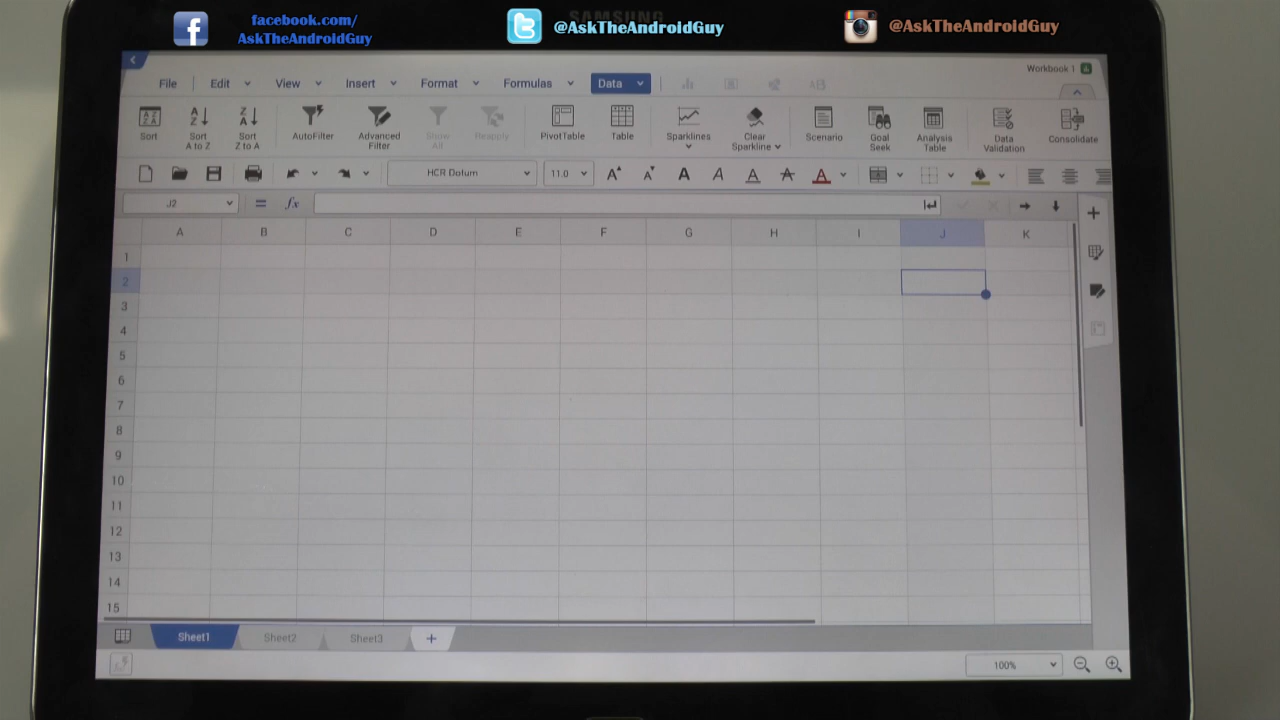 SAMSUNG
facebook.com/
AskTheAndroidGuy
@AskTheAndroidGuy
@AskTheAndroidGuy
Workbook 1
File Edit View Insert Format Formulas Data
Sort
Sort
A to Z
Sort
Z to A
AutoFilter
Advanced
Filter
Show
All
Reapply
PivotTable
Table
Sparklines
Clear
Sparkline
Scenario
Goal
Seek
Analysis
Table
Data
Validation
Consolidate
HCR Dotum 11.0 A A A A A A A
J2 = fx
A B C D E F G H I J K
1
2
3
4
5
6
7
8
9
10
11
12
13
14
15
Sheet1 Sheet2 Sheet3 +
100%